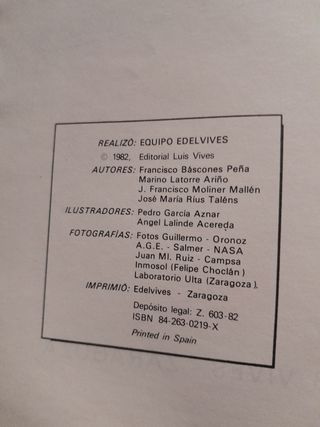 REALIZÓ: EQUIPO EDELVIVES
© 1982, Editorial Luis Vives
AUTORES: Francisco Báscones Peña
Marino Latorre Ariño
J. Francisco Moliner Mallén
José María Ríus Taléns
ILUSTRADORES: Pedro García Aznar
Angel Lalinde Acereda
FOTOGRAFÍAS: Fotos Guillermo - Oronoz
A.G.E. - Salmer - NASA
Juan Ml. Ruiz - Campsa
Inmosol (Felipe Choclán)
Laboratorio Ulta (Zaragoza).
IMPRIMIÓ: Edelvives - Zaragoza
Depósito legal: Z. 603-82
ISBN 84-263-0219-X
Printed in Spain